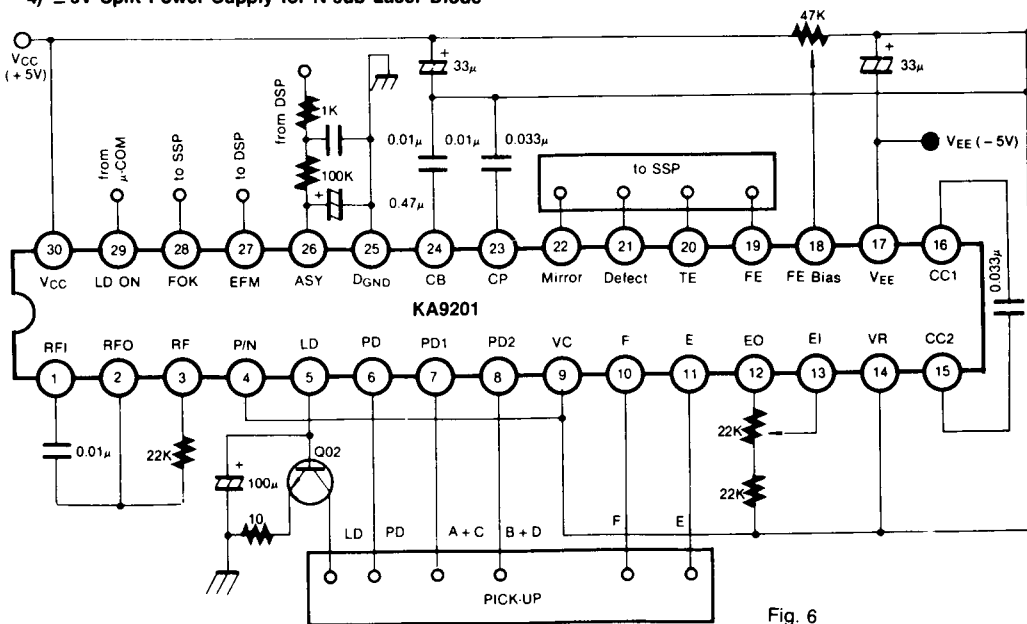 4) ± 5V Split Power Supply for N-Sub Laser Diode
VCC
(+5V)
47K
33μ
33μ
VEE (−5V)
from DSP
1K
100K
0.47μ
0.01μ
0.01μ
0.033μ
from
μ-COM
to SSP
to DSP
to SSP
30 29 28 27 26 25 24 23 22 21 20 19 18 17 16
VCC LD ON FOK EFM ASY DGND CB CP Mirror Defect TE FE FE Bias VEE CC1
0.033μ
KA9201
RFI RFO RF P/N LD PD PD1 PD2 VC F E EO EI VR CC2
1 2 3 4 5 6 7 8 9 10 11 12 13 14 15
0.01μ
22K
Q02
100μ
10
22K
22K
LD PD A+C B+D F E
PICK-UP
Fig. 6